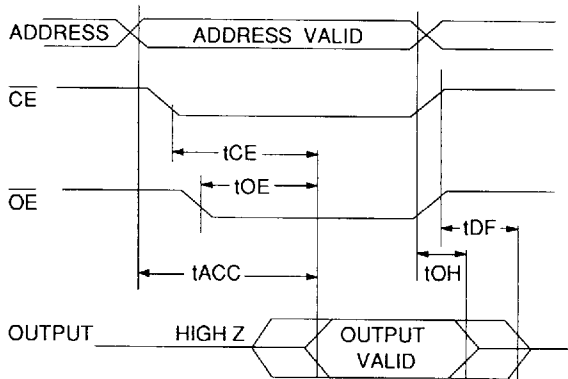 ADDRESS
ADDRESS VALID
CE
tCE
tOE
OE
tDF
tACC
tOH
OUTPUT
HIGH Z
OUTPUT
VALID